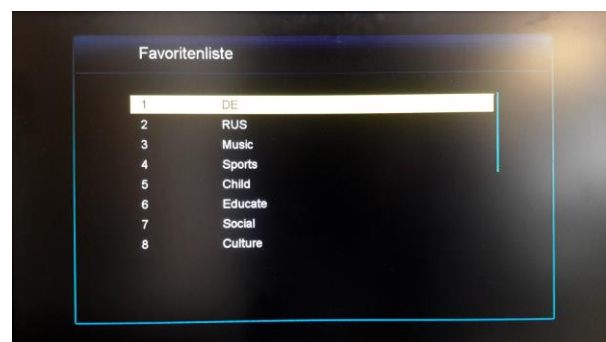 Favoritenliste
1 DE
2 RUS
3 Music
4 Sports
5 Child
6 Educate
7 Social
8 Culture